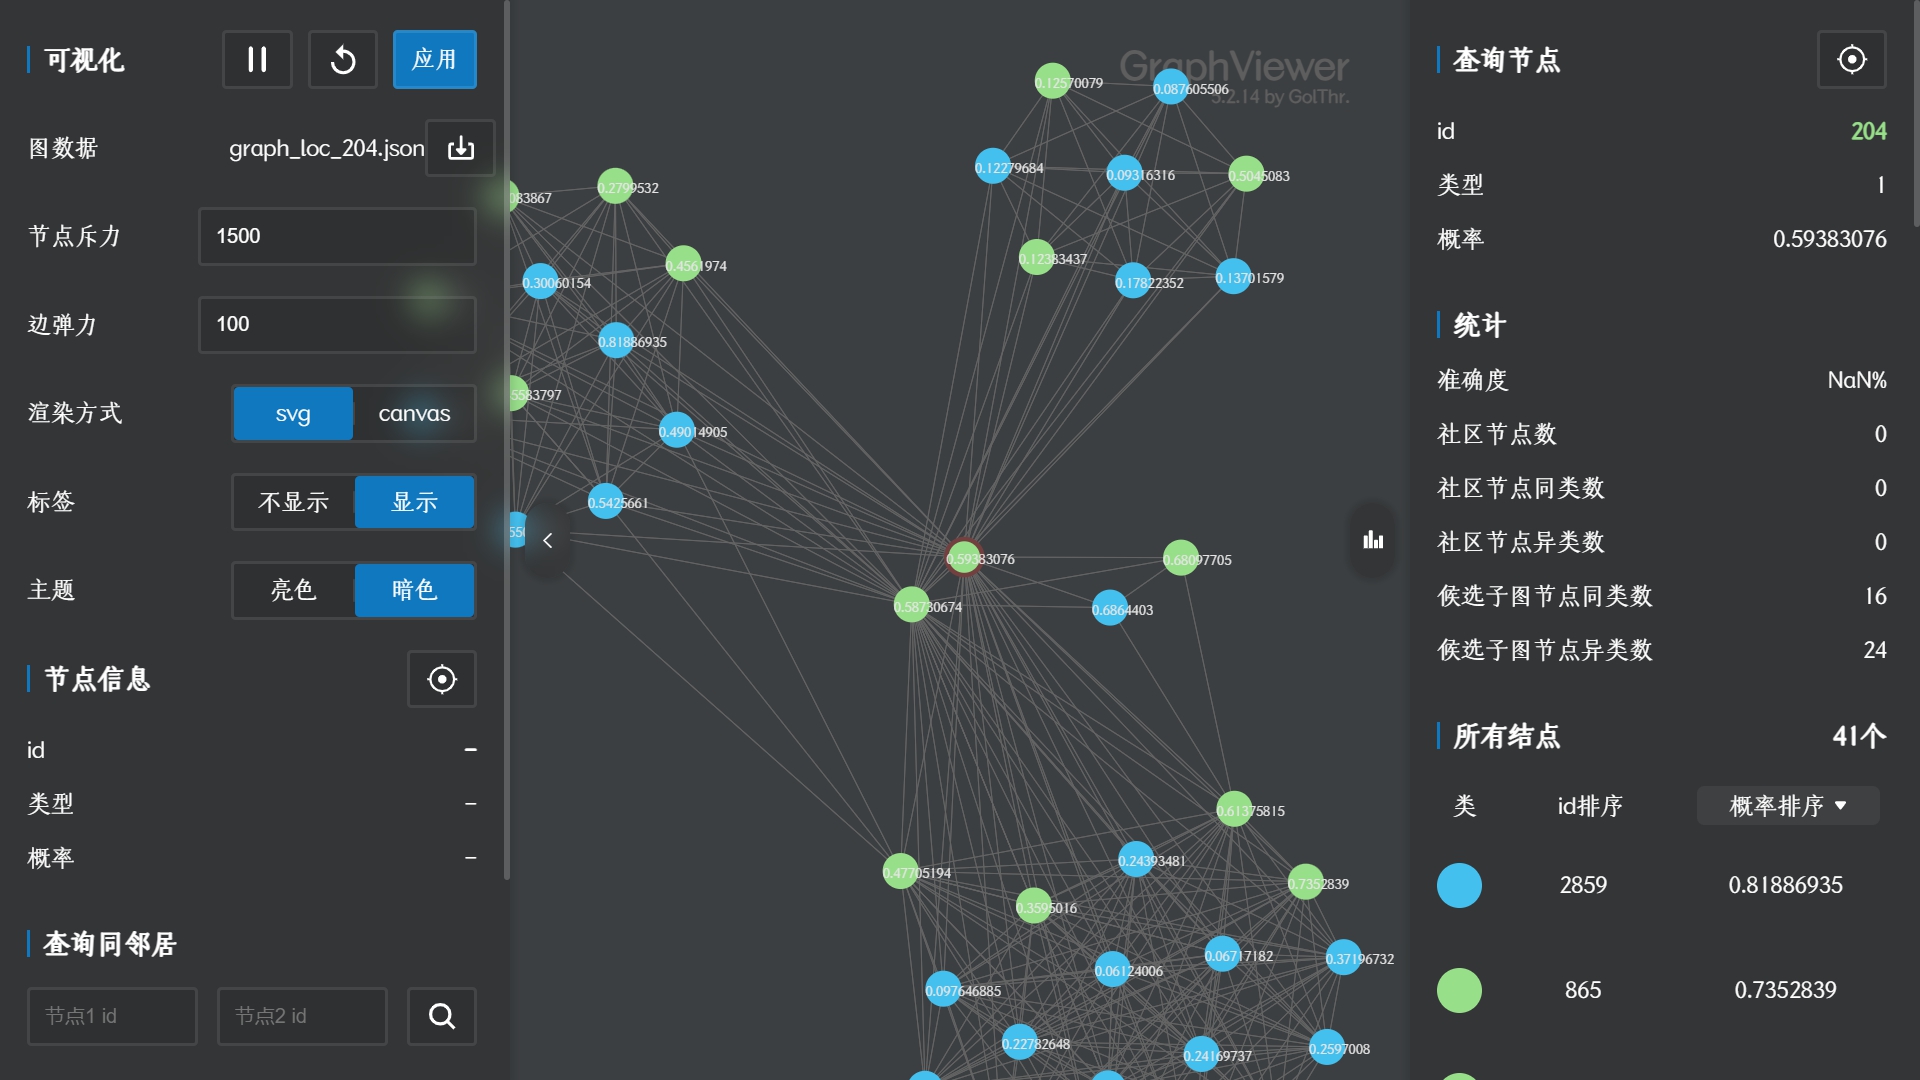 可视化
应用
图数据
graph_loc_204.json
节点斥力
1500
边弹力
100
渲染方式
svg
canvas
标签
不显示
显示
主题
亮色
暗色
节点信息
id
–
类型
–
概率
–
查询同邻居
节点1 id
节点2 id
GraphViewer
3.2.14 by GolThr.
0.12570079
0.087605506
0.12279684
0.09316316
0.5045083
0.12383437
0.17822352
0.13701579
083867
0.2799532
0.4561974
0.30060154
0.81886935
5583797
0.49014905
0.5425661
0.59383076
0.68097705
0.58730674
0.6864403
0.61375815
0.24393481
0.47705194
0.7352839
0.3595016
0.06717182
0.37196732
0.06124006
0.097646885
0.22782648
0.24169737
0.2597008
查询节点
id
204
类型
1
概率
0.59383076
统计
准确度
NaN%
社区节点数
0
社区节点同类数
0
社区节点异类数
0
候选子图节点同类数
16
候选子图节点异类数
24
所有结点
41个
类
id排序
概率排序
2859
0.81886935
865
0.7352839